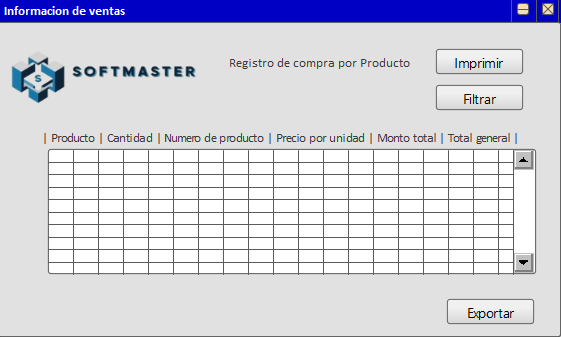 Informacion de ventas
S
SOFTMASTER
Registro de compra por Producto
Imprimir
Filtrar
| Producto | Cantidad | Numero de producto | Precio por unidad | Monto total | Total general |
Exportar